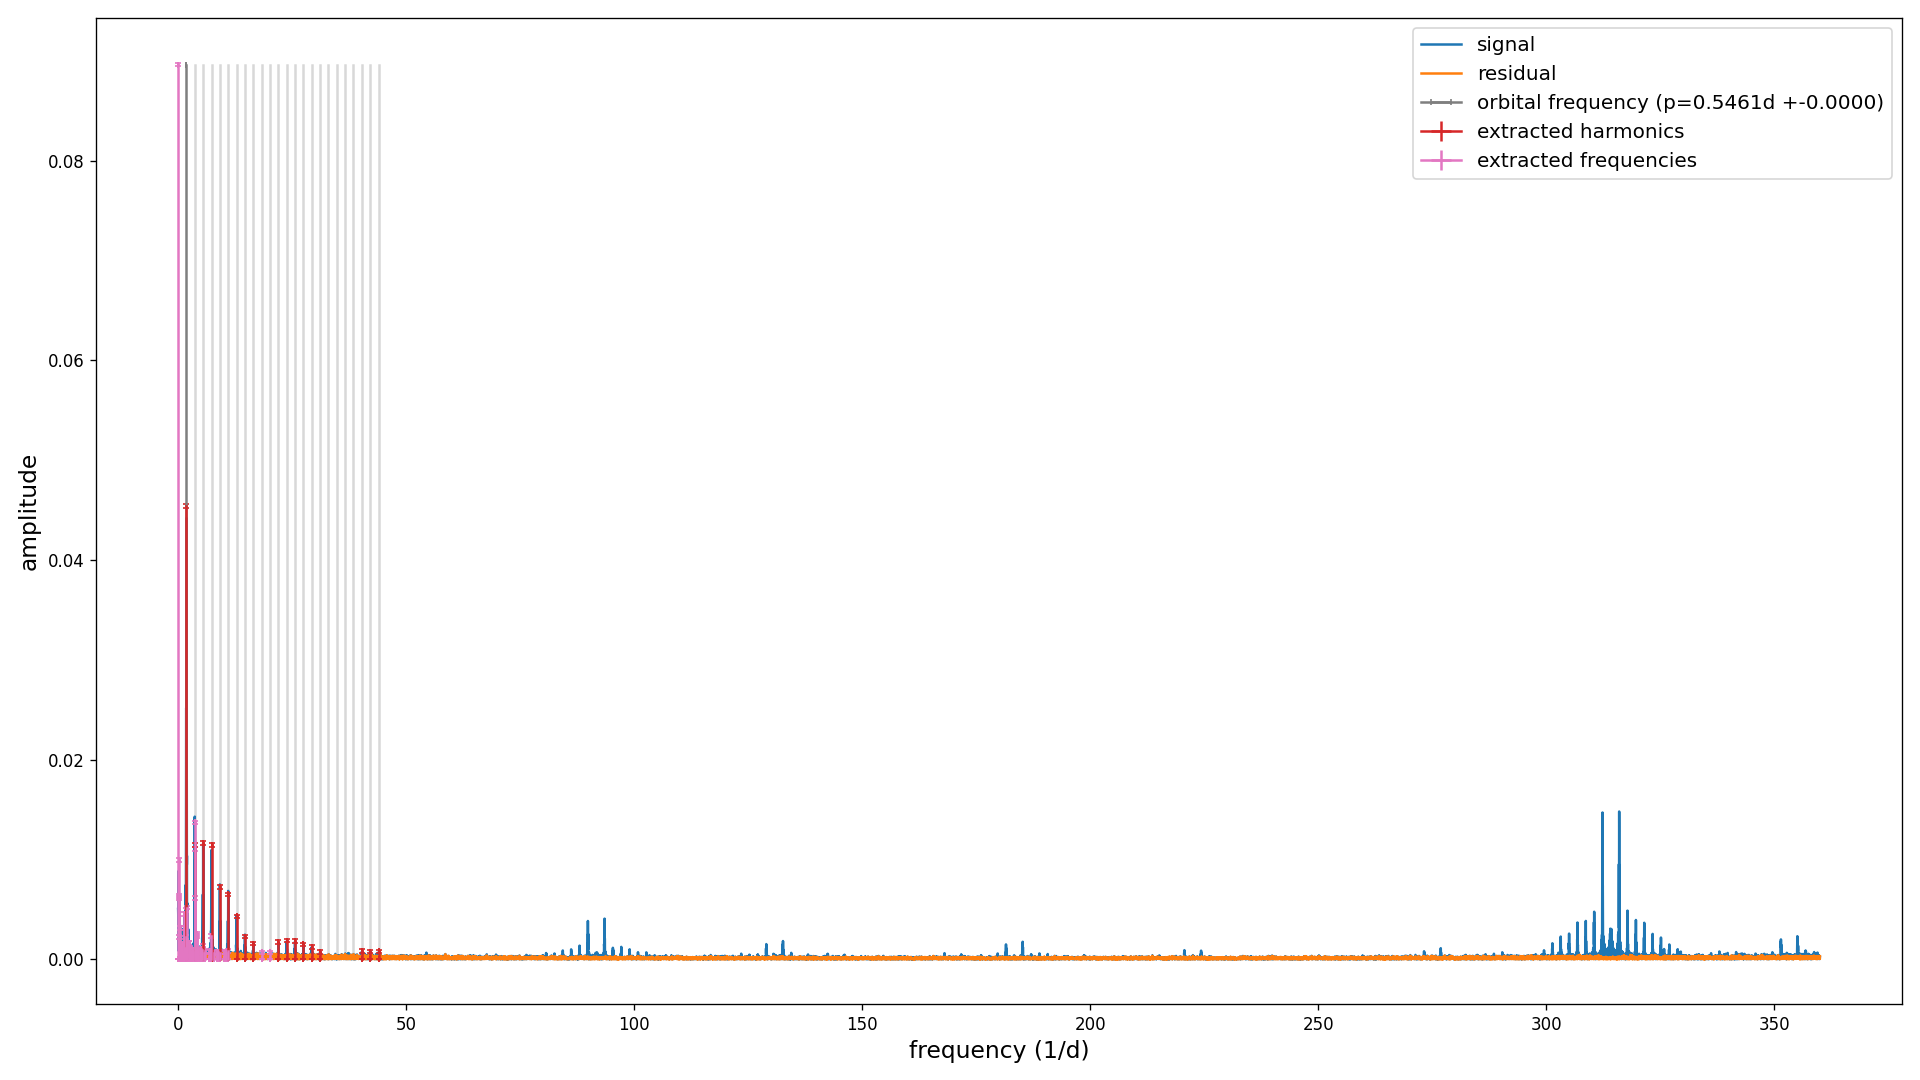 signal
residual
orbital frequency (p=0.5461d +-0.0000)
extracted harmonics
extracted frequencies
0.08
0.06
0.04
0.02
0.00
amplitude
0 50 100 150 200 250 300 350
frequency (1/d)